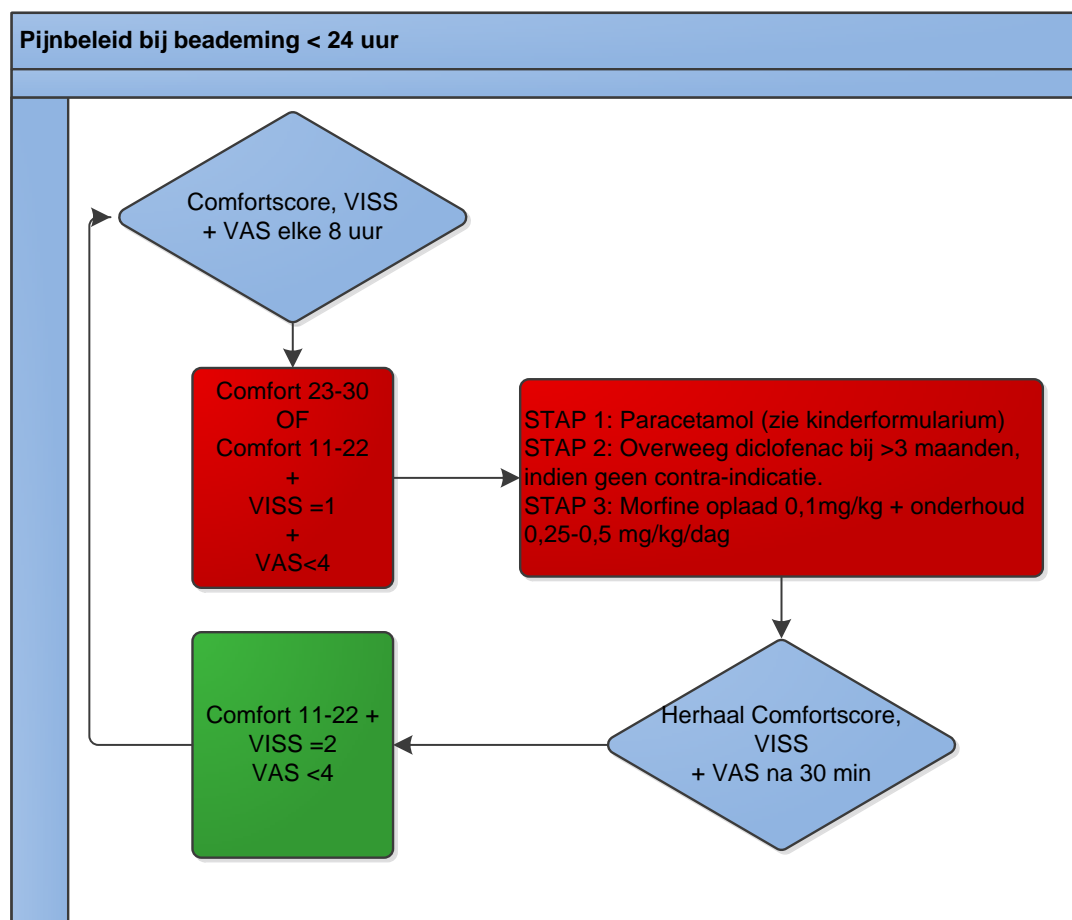 Pijnbeleid bij beademing < 24 uur
Comfortscore, VISS
+ VAS elke 8 uur
Comfort 23-30
OF
Comfort 11-22
+
VISS =1
+
VAS<4
STAP 1: Paracetamol (zie kinderformularium)
STAP 2: Overweeg diclofenac bij >3 maanden,
indien geen contra-indicatie.
STAP 3: Morfine oplaad 0,1mg/kg + onderhoud
0,25-0,5 mg/kg/dag
Comfort 11-22 +
VISS =2
VAS <4
Herhaal Comfortscore,
VISS
+ VAS na 30 min